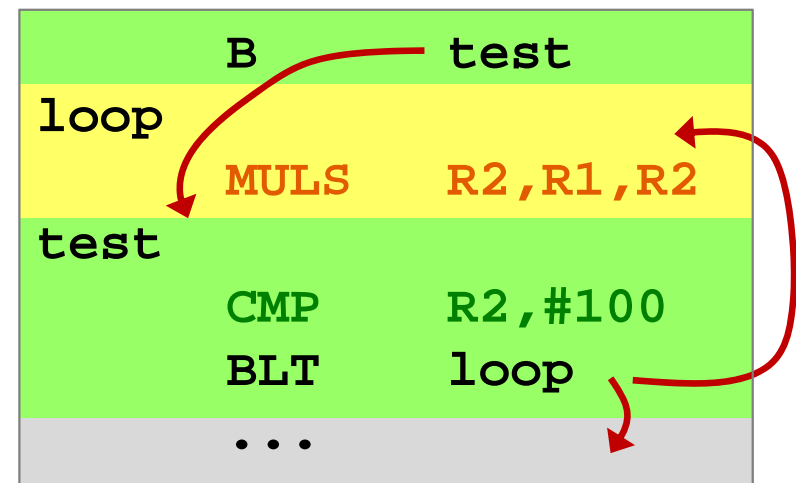 B test
loop
MULS R2,R1,R2
test
CMP R2,#100
BLT loop
...